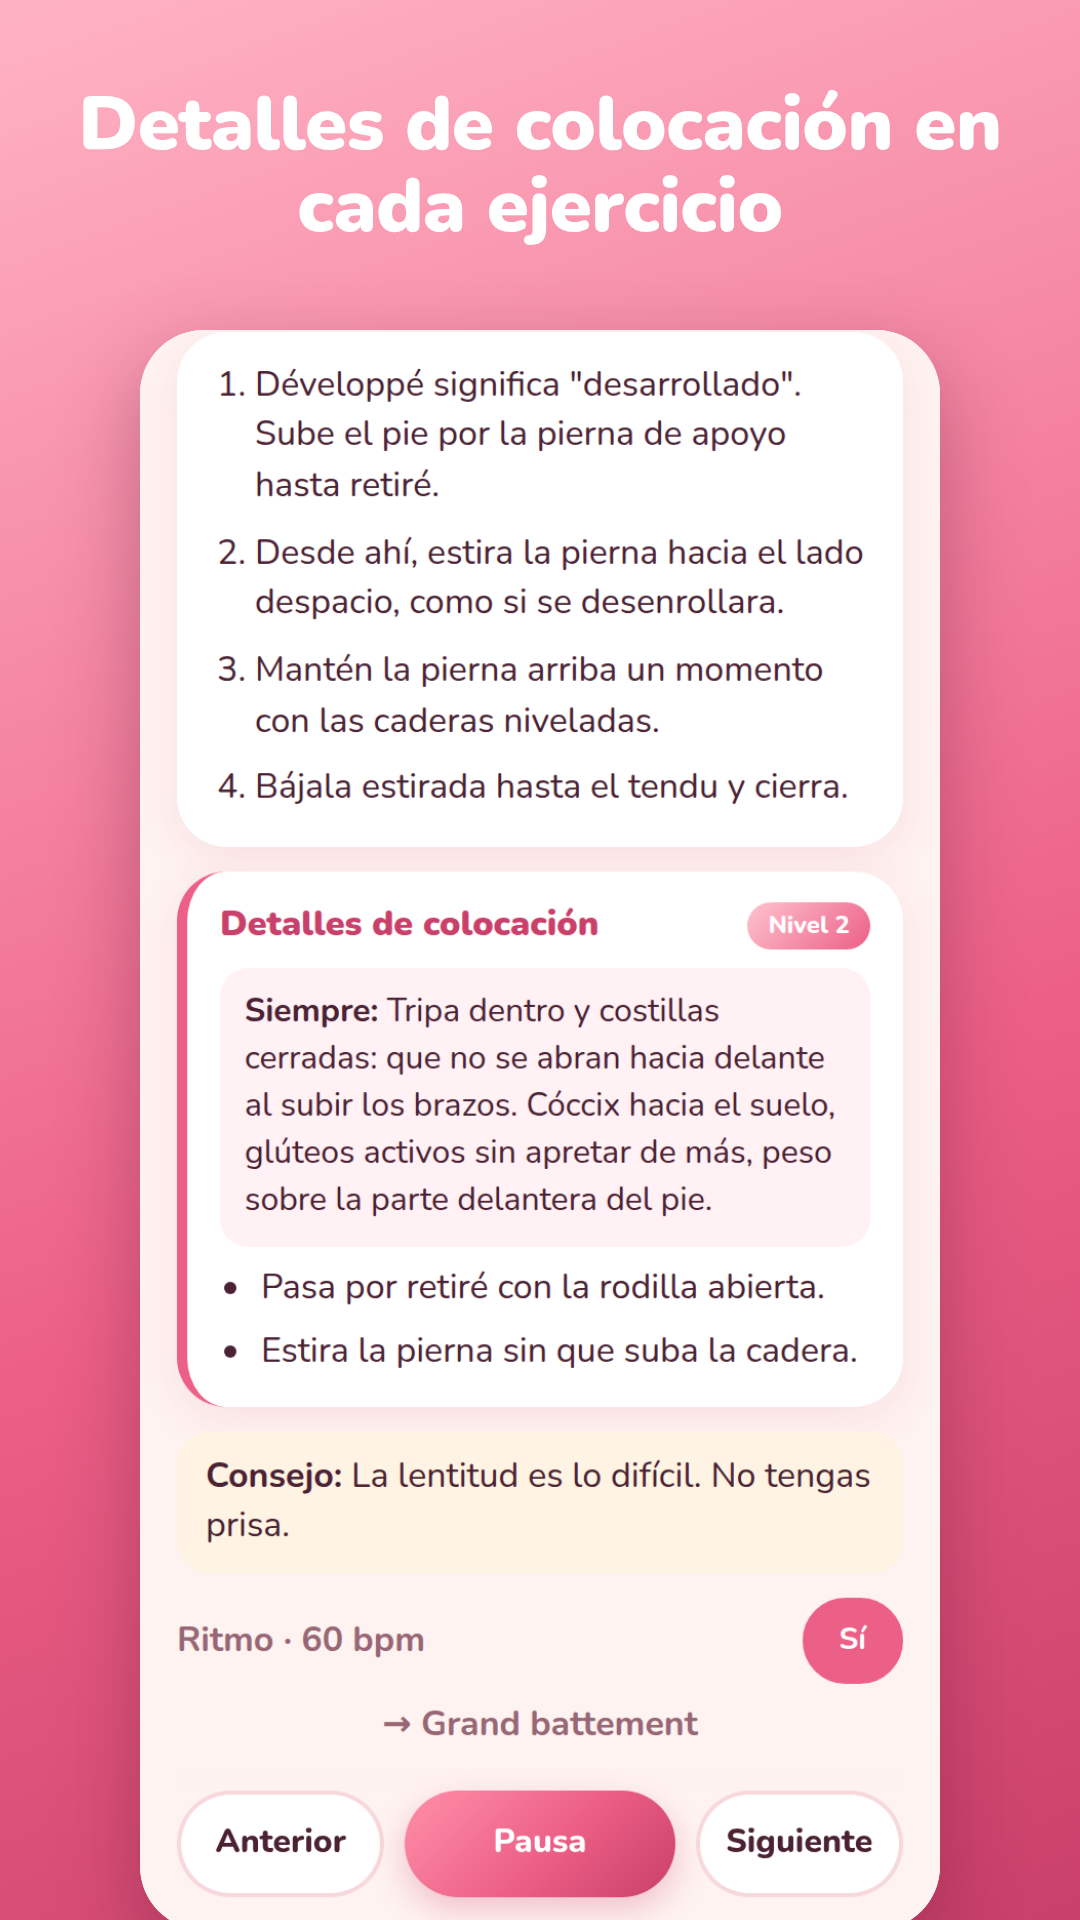 Detalles de colocación en
cada ejercicio
1. Développé significa "desarrollado".
Sube el pie por la pierna de apoyo
hasta retiré.
2. Desde ahí, estira la pierna hacia el lado
despacio, como si se desenrollara.
3. Mantén la pierna arriba un momento
con las caderas niveladas.
4. Bájala estirada hasta el tendu y cierra.
Detalles de colocación
Nivel 2
Siempre: Tripa dentro y costillas
cerradas: que no se abran hacia delante
al subir los brazos. Cóccix hacia el suelo,
glúteos activos sin apretar de más, peso
sobre la parte delantera del pie.
• Pasa por retiré con la rodilla abierta.
• Estira la pierna sin que suba la cadera.
Consejo: La lentitud es lo difícil. No tengas
prisa.
Ritmo · 60 bpm
Sí
→ Grand battement
Anterior
Pausa
Siguiente